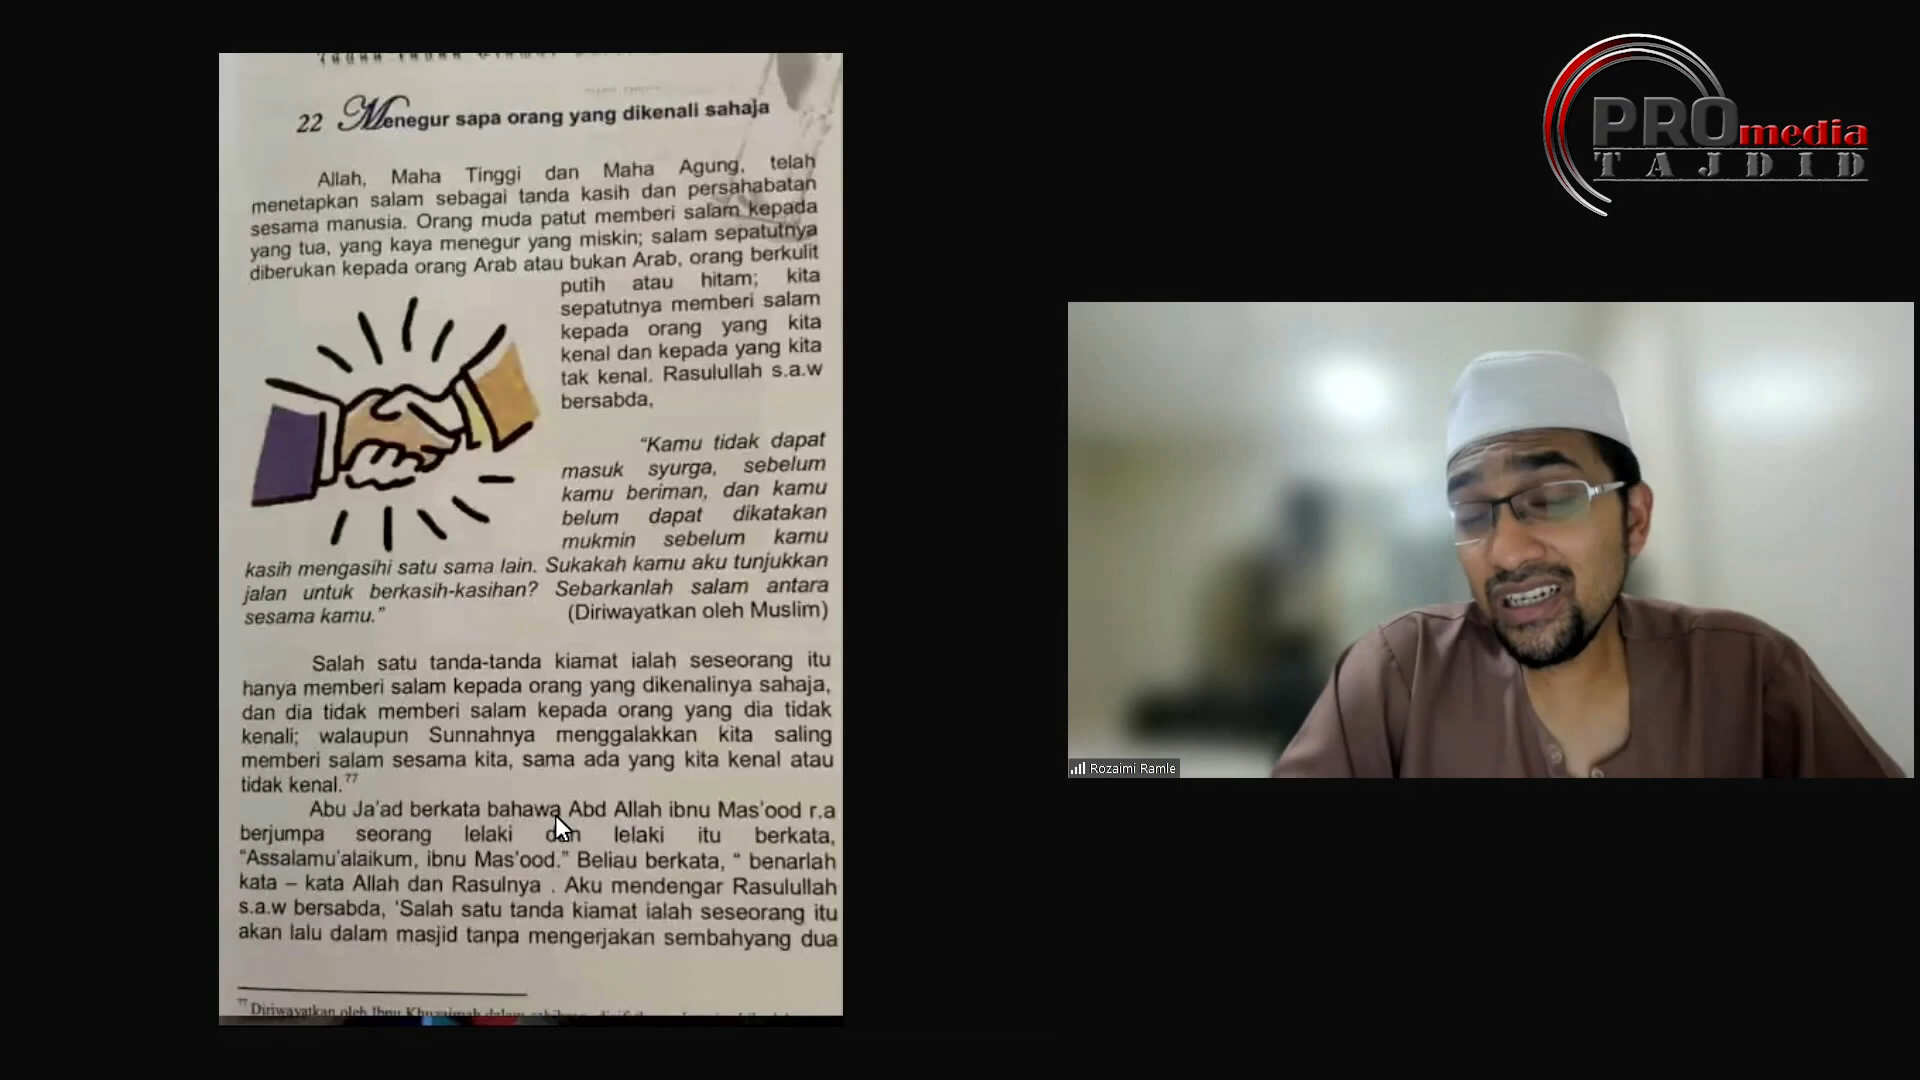 22 Menegur sapa orang yang dikenali sahaja
Allah, Maha Tinggi dan Maha Agung, telah
menetapkan salam sebagai tanda kasih dan persahabatan
sesama manusia. Orang muda patut memberi salam kepada
yang tua, yang kaya menegur yang miskin; salam sepatutnya
diberukan kepada orang Arab atau bukan Arab, orang berkulit
putih atau hitam; kita
sepatutnya memberi salam
kepada orang yang kita
kenal dan kepada yang kita
tak kenal. Rasulullah s.a.w
bersabda,
“Kamu tidak dapat
masuk syurga, sebelum
kamu beriman, dan kamu
belum dapat dikatakan
mukmin sebelum kamu
kasih mengasihi satu sama lain. Sukakah kamu aku tunjukkan
jalan untuk berkasih-kasihan? Sebarkanlah salam antara
sesama kamu.” (Diriwayatkan oleh Muslim)
Salah satu tanda-tanda kiamat ialah seseorang itu
hanya memberi salam kepada orang yang dikenalinya sahaja,
dan dia tidak memberi salam kepada orang yang dia tidak
kenali; walaupun Sunnahnya menggalakkan kita saling
memberi salam sesama kita, sama ada yang kita kenal atau
tidak kenal.77
Abu Ja’ad berkata bahawa Abd Allah ibnu Mas’ood r.a
berjumpa seorang lelaki dan lelaki itu berkata,
“Assalamu’alaikum, ibnu Mas’ood.” Beliau berkata, “ benarlah
kata – kata Allah dan Rasulnya . Aku mendengar Rasulullah
s.a.w bersabda, ‘Salah satu tanda kiamat ialah seseorang itu
akan lalu dalam masjid tanpa mengerjakan sembahyang dua
77 Diriwayatkan oleh Ibnu Khuzaimah dalam
PROmedia
TAJDID
Rozaimi Ramle